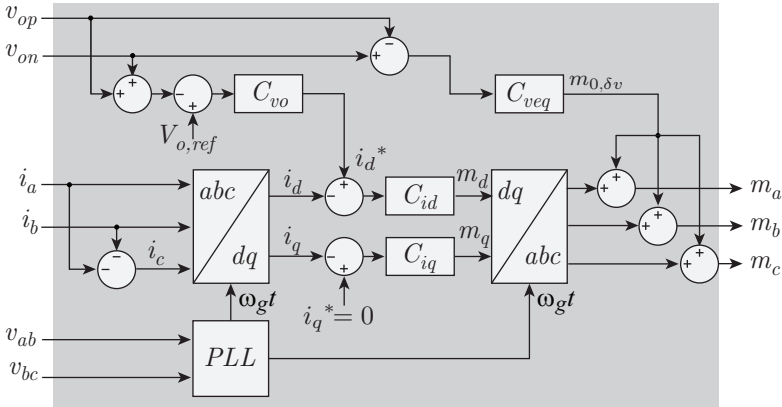 v_op
v_on
C_vo
C_veq
m_0,δv
V_o,ref
i_d*
i_a
i_b
i_c
abc
dq
i_d
i_q
C_id
C_iq
m_d
m_q
dq
abc
m_a
m_b
m_c
ω_g t
i_q* = 0
ω_g t
v_ab
v_bc
PLL